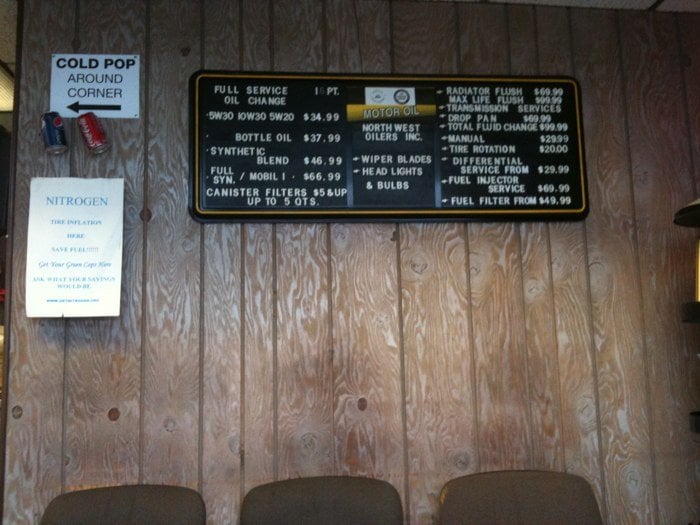 COLD POP
AROUND
CORNER
NITROGEN
TIRE INFLATION
HERE
SAVE FUEL!!!!!!
Get Your Green Caps Here
ASK WHAT YOUR SAVINGS
WOULD BE
FULL SERVICE 16 PT.
OIL CHANGE
5W30 10W30 5W20 $34.99
BOTTLE OIL $37.99
SYNTHETIC
BLEND $46.99
FULL
SYN. / MOBIL 1 $66.99
CANISTER FILTERS $5 & UP
UP TO 5 QTS.
MOTOR OIL
NORTH WEST
OILERS INC.
WIPER BLADES
HEAD LIGHTS
& BULBS
RADIATOR FLUSH $69.99
MAX LIFE FLUSH $99.99
TRANSMISSION SERVICES
DROP PAN $69.99
TOTAL FLUID CHANGE $99.99
MANUAL $29.99
TIRE ROTATION $20.00
DIFFERENTIAL
SERVICE FROM $29.99
FUEL INJECTOR
SERVICE $69.99
FUEL FILTER FROM $49.99